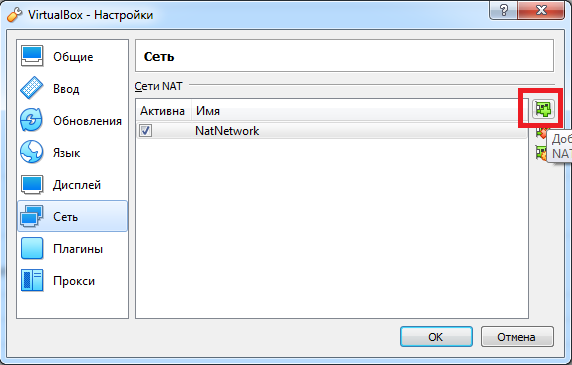 VirtualBox - Настройки
Общие
Ввод
Обновления
Язык
Дисплей
Сеть
Плагины
Прокси
Сеть
Сети NAT
Активна Имя
NatNetwork
Доб
NAT
OK Отмена